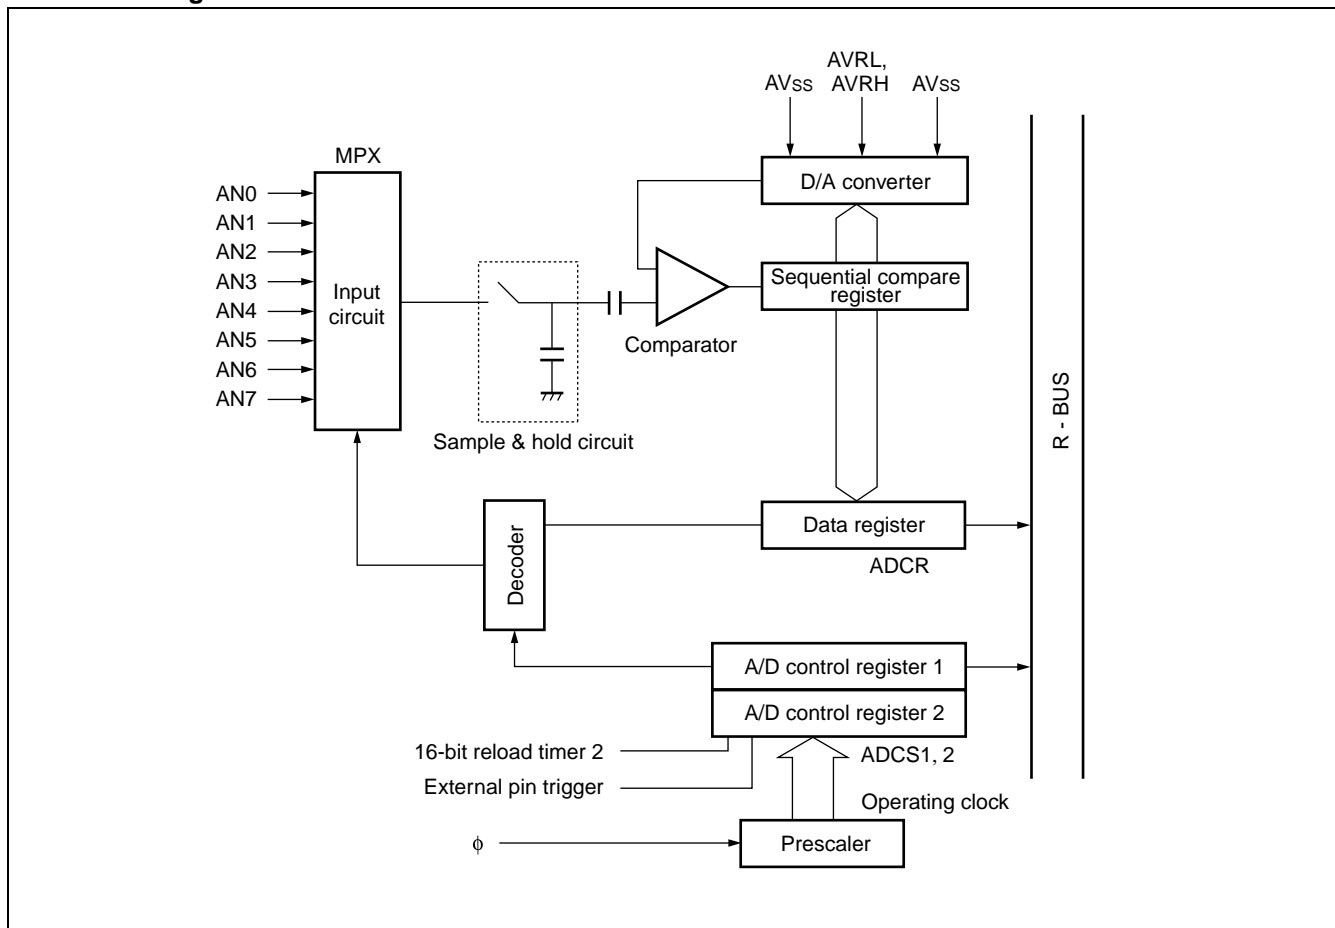 AVRL,
AVSS AVRH AVSS
MPX
D/A converter
AN0
AN1
AN2
AN3
AN4
AN5
AN6
AN7
Input
circuit
Sequential compare
register
Comparator
Sample & hold circuit
R - BUS
Decoder
Data register
ADCR
A/D control register 1
A/D control register 2
16-bit reload timer 2
ADCS1, 2
External pin trigger
Operating clock
ϕ
Prescaler